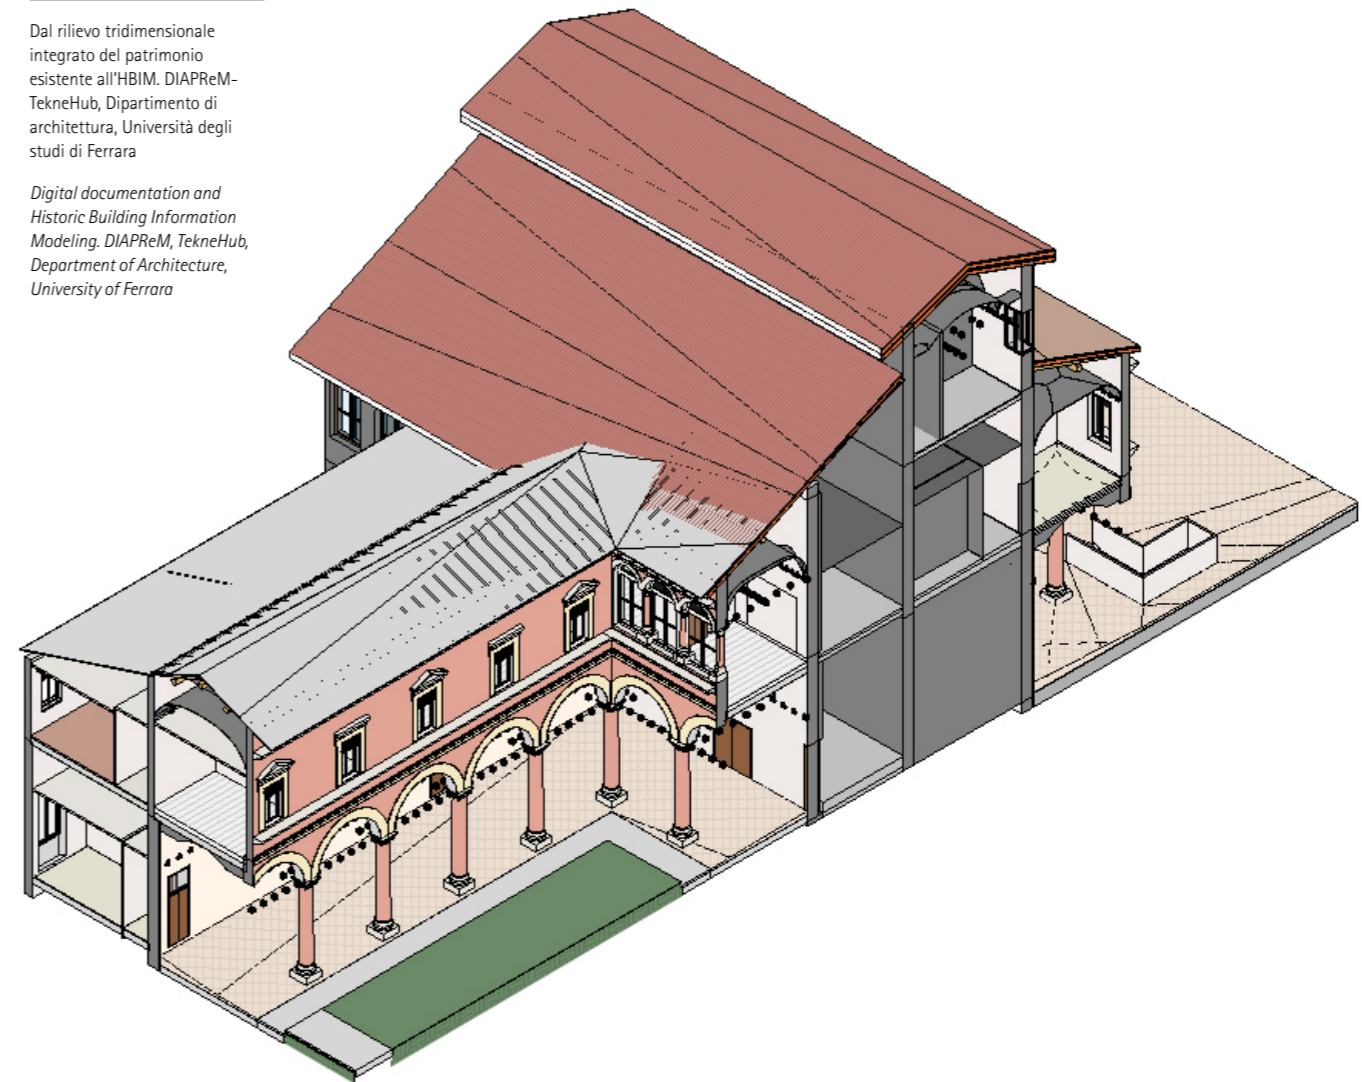 Dal rilievo tridimensionale
integrato del patrimonio
esistente all'HBIM. DIAPReM-
TekneHub, Dipartimento di
architettura, Università degli
studi di Ferrara
Digital documentation and
Historic Building Information
Modeling. DIAPReM, TekneHub,
Department of Architecture,
University of Ferrara